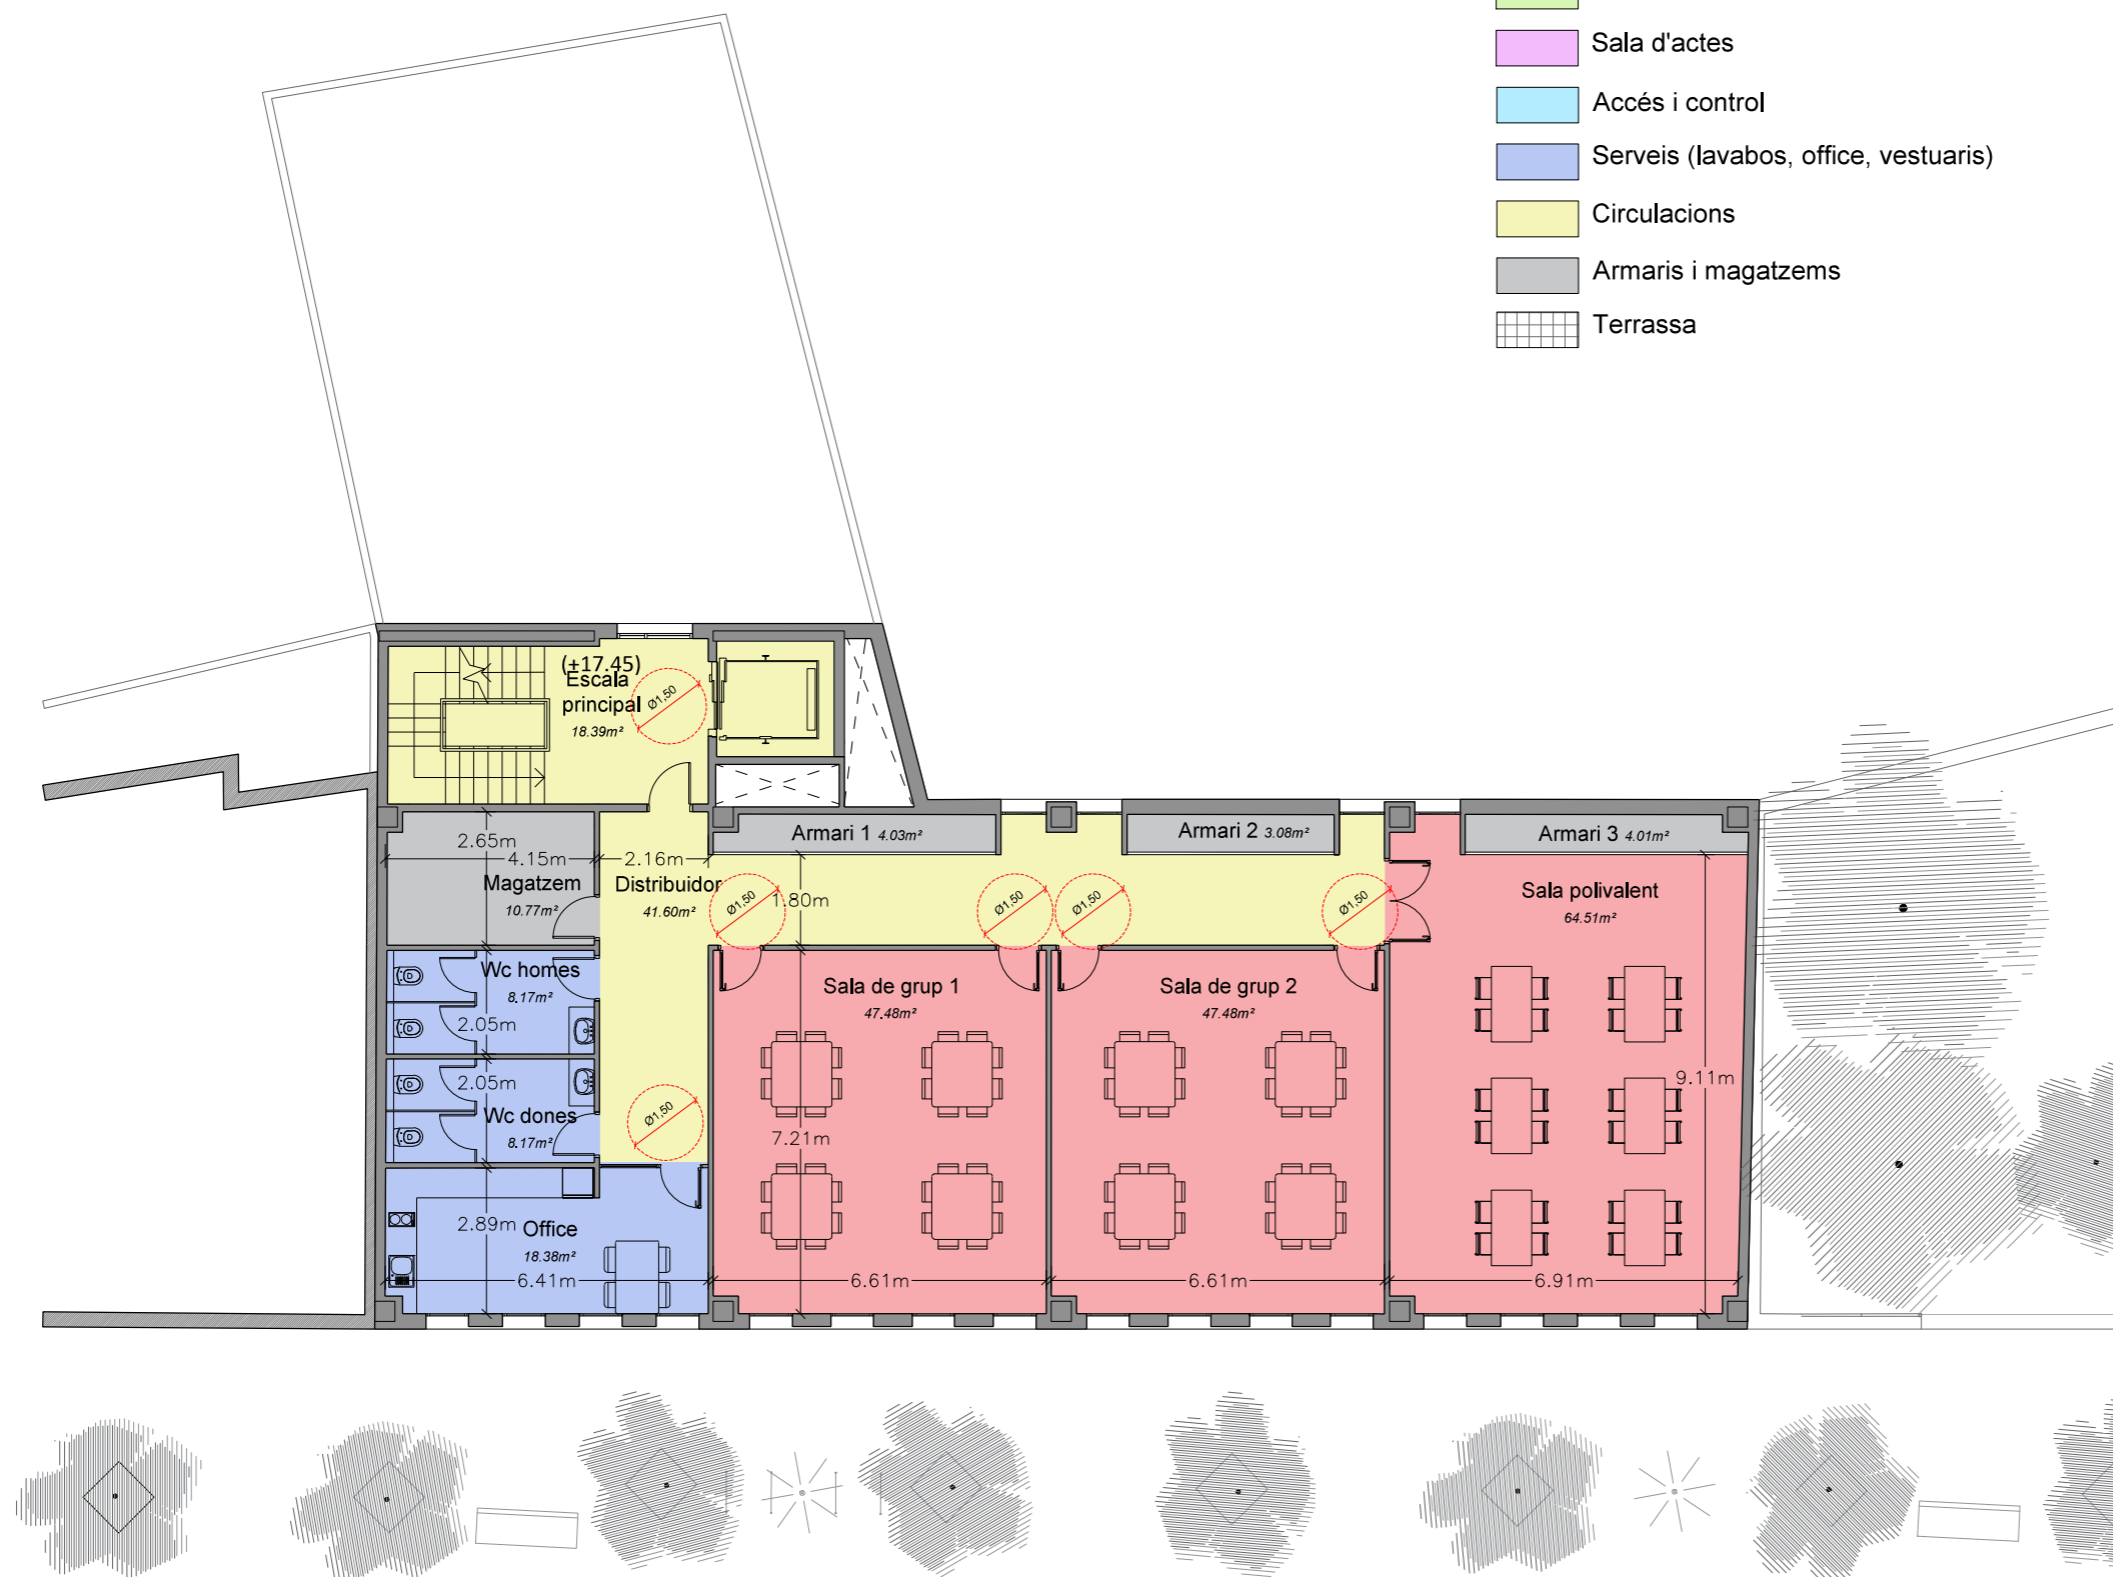 Sala d'actes
Accés i control
Serveis (lavabos, office, vestuaris)
Circulacions
Armaris i magatzems
Terrassa
(±17.45)
Escala
principal
18.39m²
Ø1,50
2.65m
4.15m
2.16m
Magatzem
10.77m²
Distribuidor
41.60m²
Armari 1 4.03m²
Armari 2 3.08m²
Armari 3 4.01m²
Ø1,50
1.80m
Ø1,50
Ø1,50
Ø1,50
Sala polivalent
64.51m²
Wc homes
8.17m²
2.05m
Sala de grup 1
47.48m²
Sala de grup 2
47.48m²
2.05m
Wc dones
8.17m²
Ø1,50
9.11m
7.21m
2.89m
Office
18.38m²
6.41m
6.61m
6.61m
6.91m